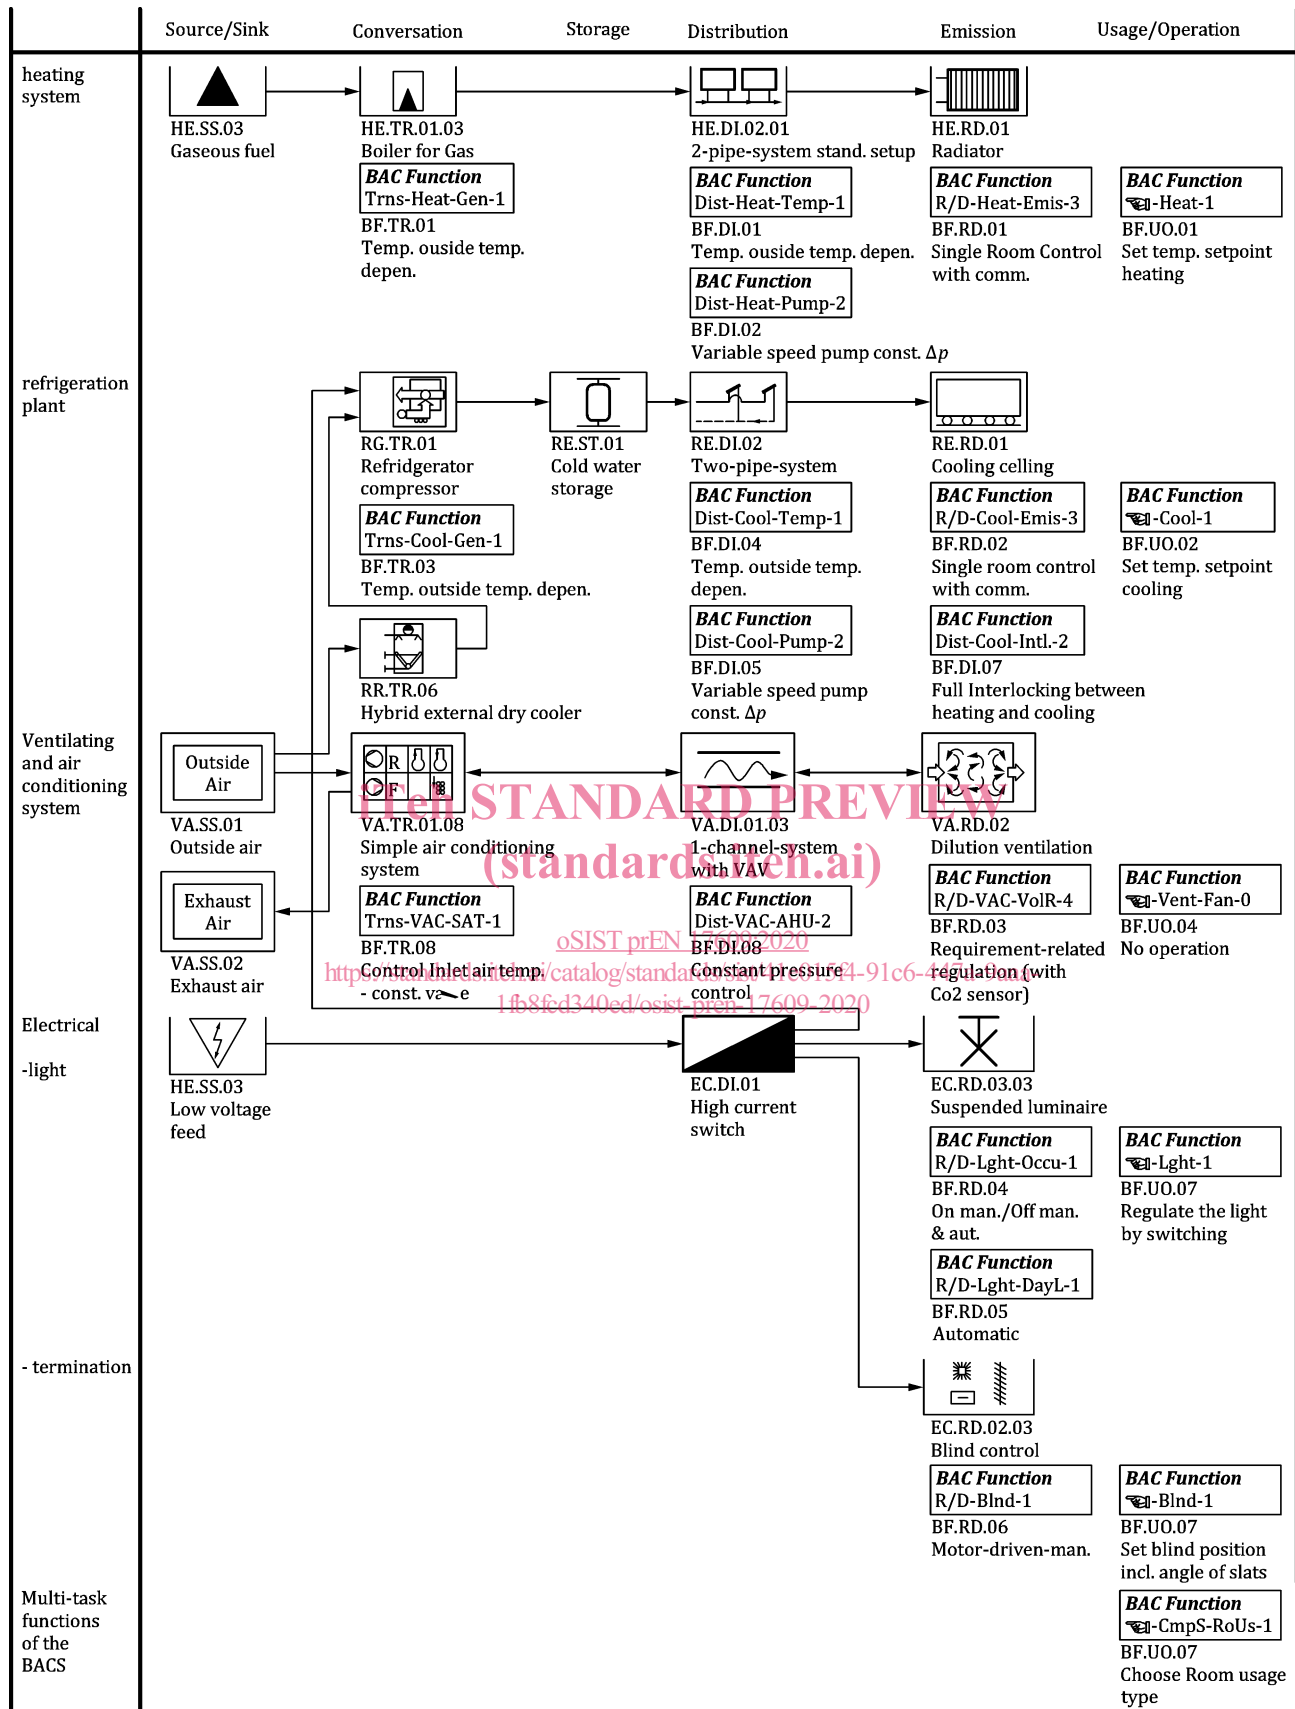 Source/Sink Conversation Storage Distribution Emission Usage/Operation
heating
system
HE.SS.03
Gaseous fuel
HE.TR.01.03
Boiler for Gas
BAC Function
Trns-Heat-Gen-1
BF.TR.01
Temp. ouside temp.
depen.
HE.DI.02.01
2-pipe-system stand. setup
BAC Function
Dist-Heat-Temp-1
BF.DI.01
Temp. ouside temp. depen.
BAC Function
Dist-Heat-Pump-2
BF.DI.02
Variable speed pump const. Δp
HE.RD.01
Radiator
BAC Function
R/D-Heat-Emis-3
BF.RD.01
Single Room Control
with comm.
BAC Function
-Heat-1
BF.UO.01
Set temp. setpoint
heating
refrigeration
plant
RG.TR.01
Refridgerator
compressor
BAC Function
Trns-Cool-Gen-1
BF.TR.03
Temp. outside temp. depen.
RR.TR.06
Hybrid external dry cooler
RE.ST.01
Cold water
storage
RE.DI.02
Two-pipe-system
BAC Function
Dist-Cool-Temp-1
BF.DI.04
Temp. outside temp.
depen.
BAC Function
Dist-Cool-Pump-2
BF.DI.05
Variable speed pump
const. Δp
RE.RD.01
Cooling celling
BAC Function
R/D-Cool-Emis-3
BF.RD.02
Single room control
with comm.
BAC Function
Dist-Cool-Intl.-2
BF.DI.07
Full Interlocking between
heating and cooling
BAC Function
-Cool-1
BF.UO.02
Set temp. setpoint
cooling
Ventilating
and air
conditioning
system
Outside
Air
VA.SS.01
Outside air
Exhaust
Air
VA.SS.02
Exhaust air
R
F
VA.TR.01.08
Simple air conditioning
system
BAC Function
Trns-VAC-SAT-1
BF.TR.08
Control Inlet air temp.
- const. va e
VA.DI.01.03
1-channel-system
with VAV
BAC Function
Dist-VAC-AHU-2
BF.DI.08
Constant pressure
control
VA.RD.02
Dilution ventilation
BAC Function
R/D-VAC-VolR-4
BF.RD.03
Requirement-related
regulation (with
Co2 sensor)
BAC Function
-Vent-Fan-0
BF.UO.04
No operation
iTeh STANDARD PREVIEW
(standards.iteh.ai)
oSIST prEN 17609:2020
https://standards.iteh.ai/catalog/standards/sist/41c015f4-91c6-447a-9aaa-
1fb8fcd340ed/osist-pren-17609-2020
Electrical
-light
HE.SS.03
Low voltage
feed
EC.DI.01
High current
switch
EC.RD.03.03
Suspended luminaire
BAC Function
R/D-Lght-Occu-1
BF.RD.04
On man./Off man.
& aut.
BAC Function
R/D-Lght-DayL-1
BF.RD.05
Automatic
BAC Function
-Lght-1
BF.UO.07
Regulate the light
by switching
- termination
EC.RD.02.03
Blind control
BAC Function
R/D-Blnd-1
BF.RD.06
Motor-driven-man.
BAC Function
-Blnd-1
BF.UO.07
Set blind position
incl. angle of slats
Multi-task
functions
of the
BACS
BAC Function
-CmpS-RoUs-1
BF.UO.07
Choose Room usage
type